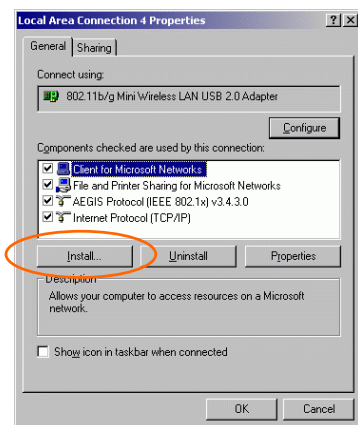 Local Area Connection 4 Properties
General Sharing
Connect using:
802.11b/g Mini Wireless LAN USB 2.0 Adapter
Configure
Components checked are used by this connection:
Client for Microsoft Networks
File and Printer Sharing for Microsoft Networks
AEGIS Protocol (IEEE 802.1x) v3.4.3.0
Internet Protocol (TCP/IP)
Install... Uninstall Properties
Description
Allows your computer to access resources on a Microsoft
network.
Show icon in taskbar when connected
OK Cancel